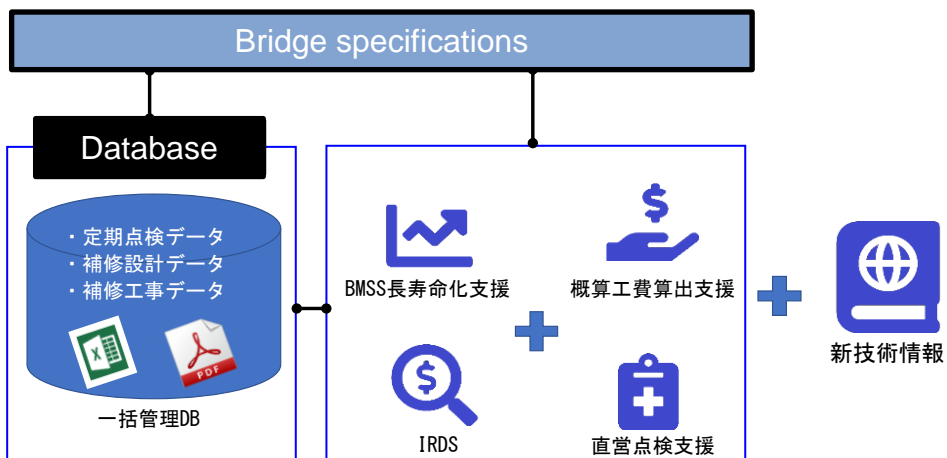 Bridge specifications
Database
・定期点検データ
・補修設計データ
・補修工事データ
X
PDF
一括管理DB
$
BMSS長寿命化支援
概算工費算出支援
$
IRDS
直営点検支援
新技術情報